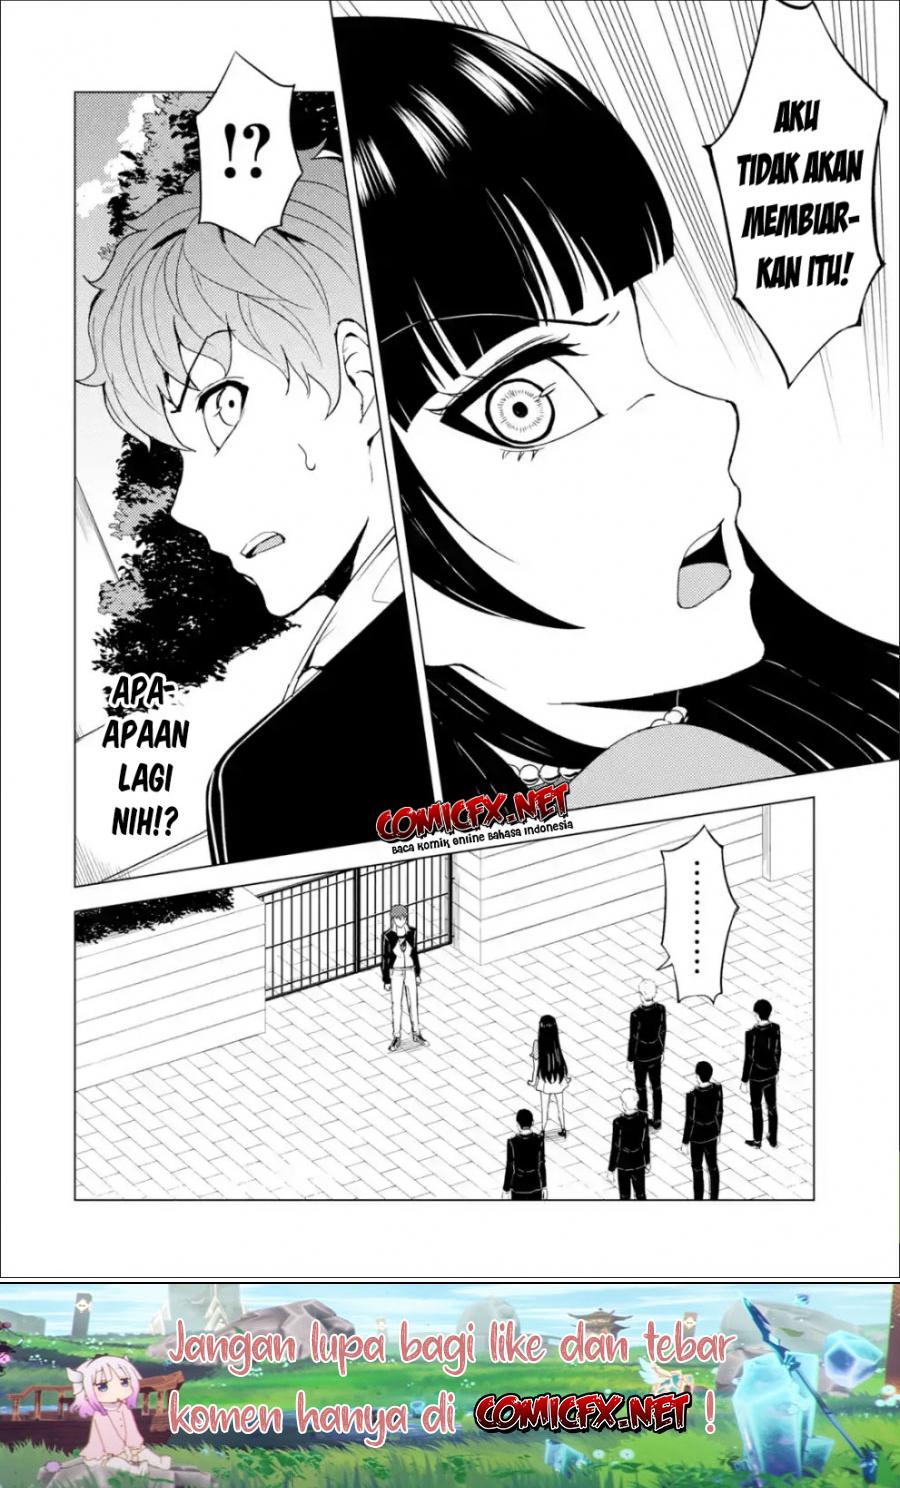 AKU
TIDAK AKAN
MEMBIAR-
KAN ITU!
!?
APA-
APAAN
LAGI
NIH!?
COMICFX.NET
Baca Komik Online Bahasa Indonesia
..........
Jangan lupa bagi like dan tebar
komen hanya di COMICFX.NET !